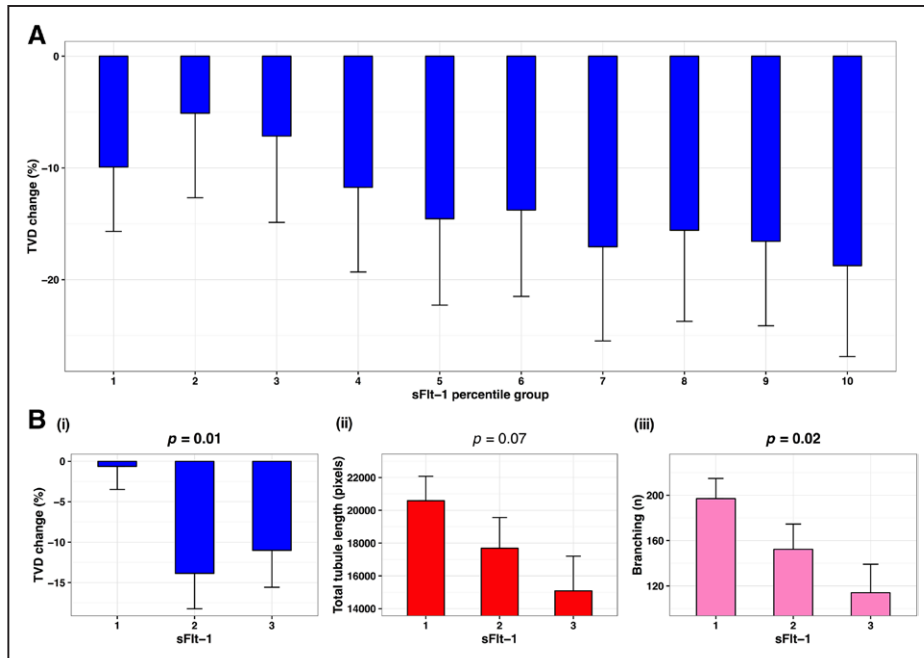 A
0
−10
−20
TVD change (%)
1 2 3 4 5 6 7 8 9 10
sFlt−1 percentile group
B
(i)
p = 0.01
0
−5
−10
−15
TVD change (%)
1 2 3
sFlt−1
(ii)
p = 0.07
22000
20000
18000
16000
14000
Total tubule length (pixels)
1 2 3
sFlt−1
(iii)
p = 0.02
200
160
120
Branching (n)
1 2 3
sFlt−1